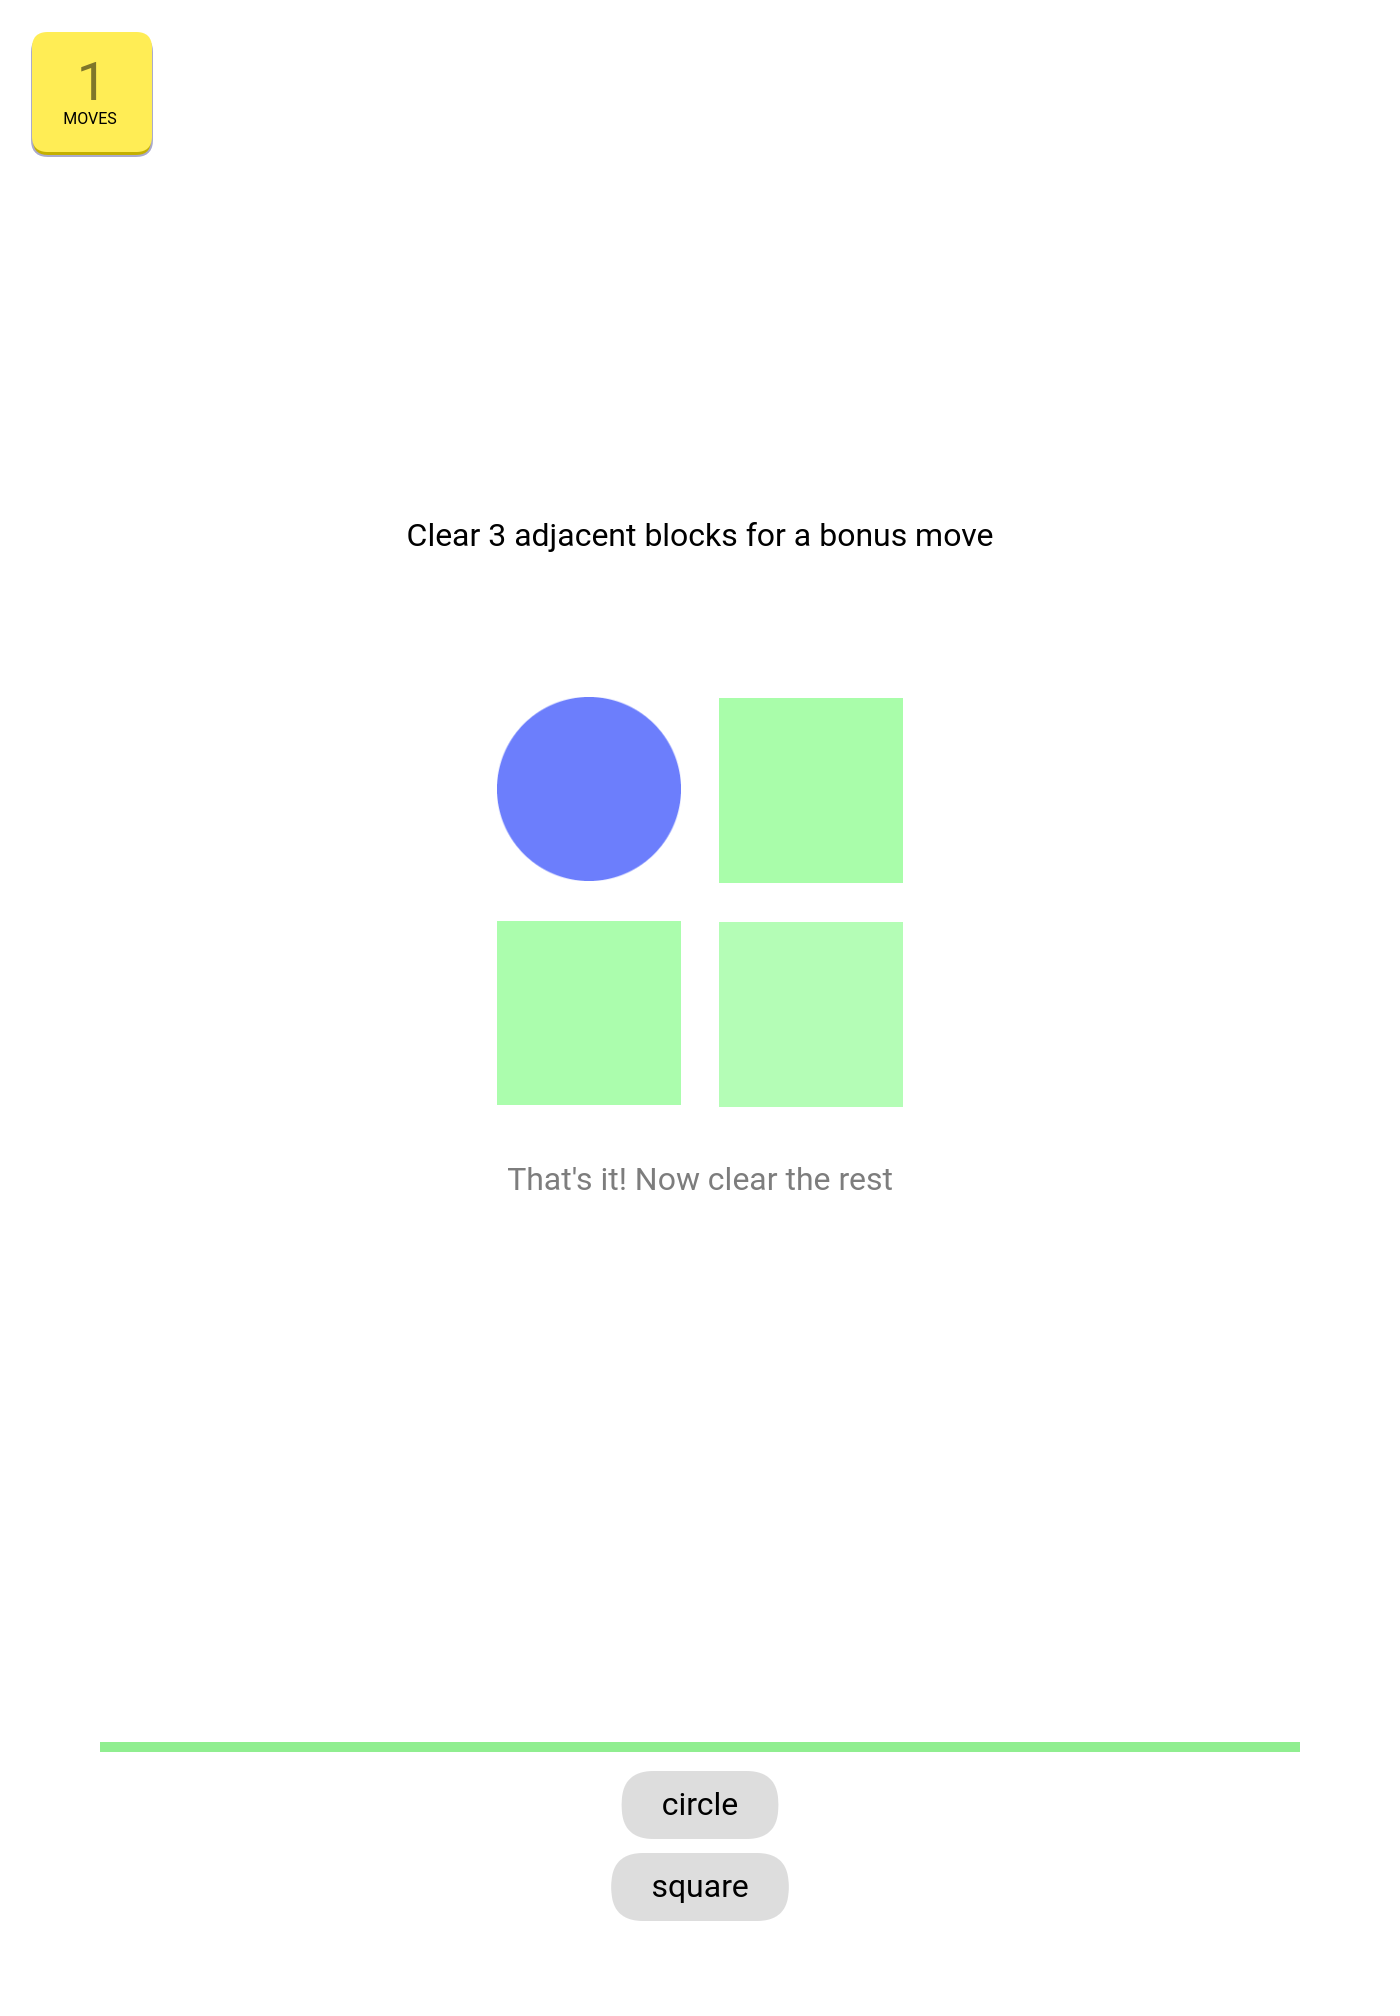 1
MOVES
Clear 3 adjacent blocks for a bonus move
That's it! Now clear the rest
circle
square